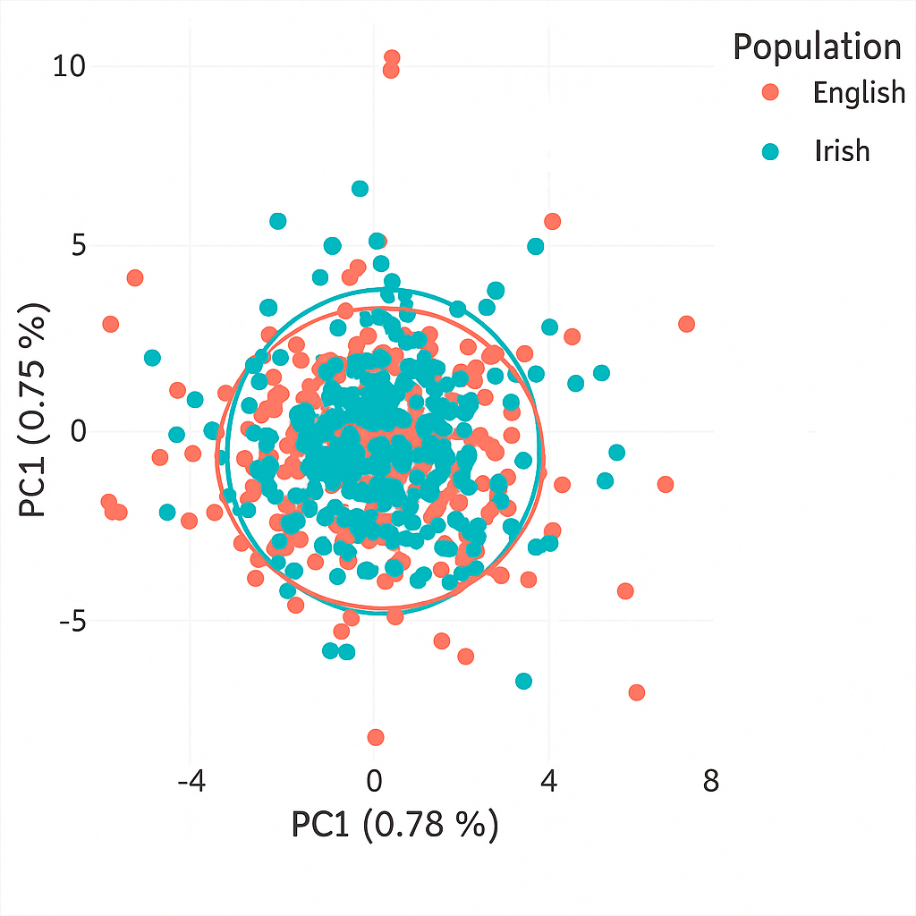 Population
English
Irish
10
5
0
-5
PC1 (0.75 %)
-4 0 4 8
PC1 (0.78 %)